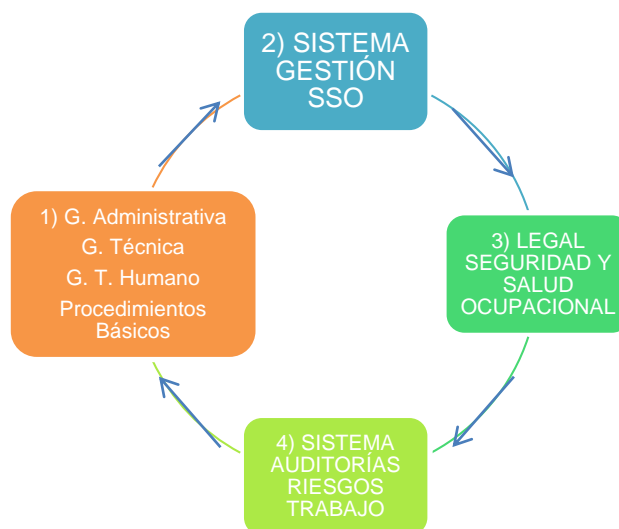 2) SISTEMA
GESTIÓN
SSO
1) G. Administrativa
G. Técnica
G. T. Humano
Procedimientos
Básicos
3) LEGAL
SEGURIDAD Y
SALUD
OCUPACIONAL
4) SISTEMA
AUDITORÍAS
RIESGOS
TRABAJO